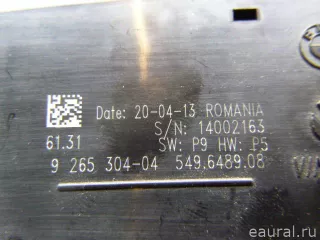 Date: 20-04-13 ROMANIA
S/N: 14002163
61.31 SW: P9 HW: P5
9 265 304-04 549.6489.08
eaural.ru